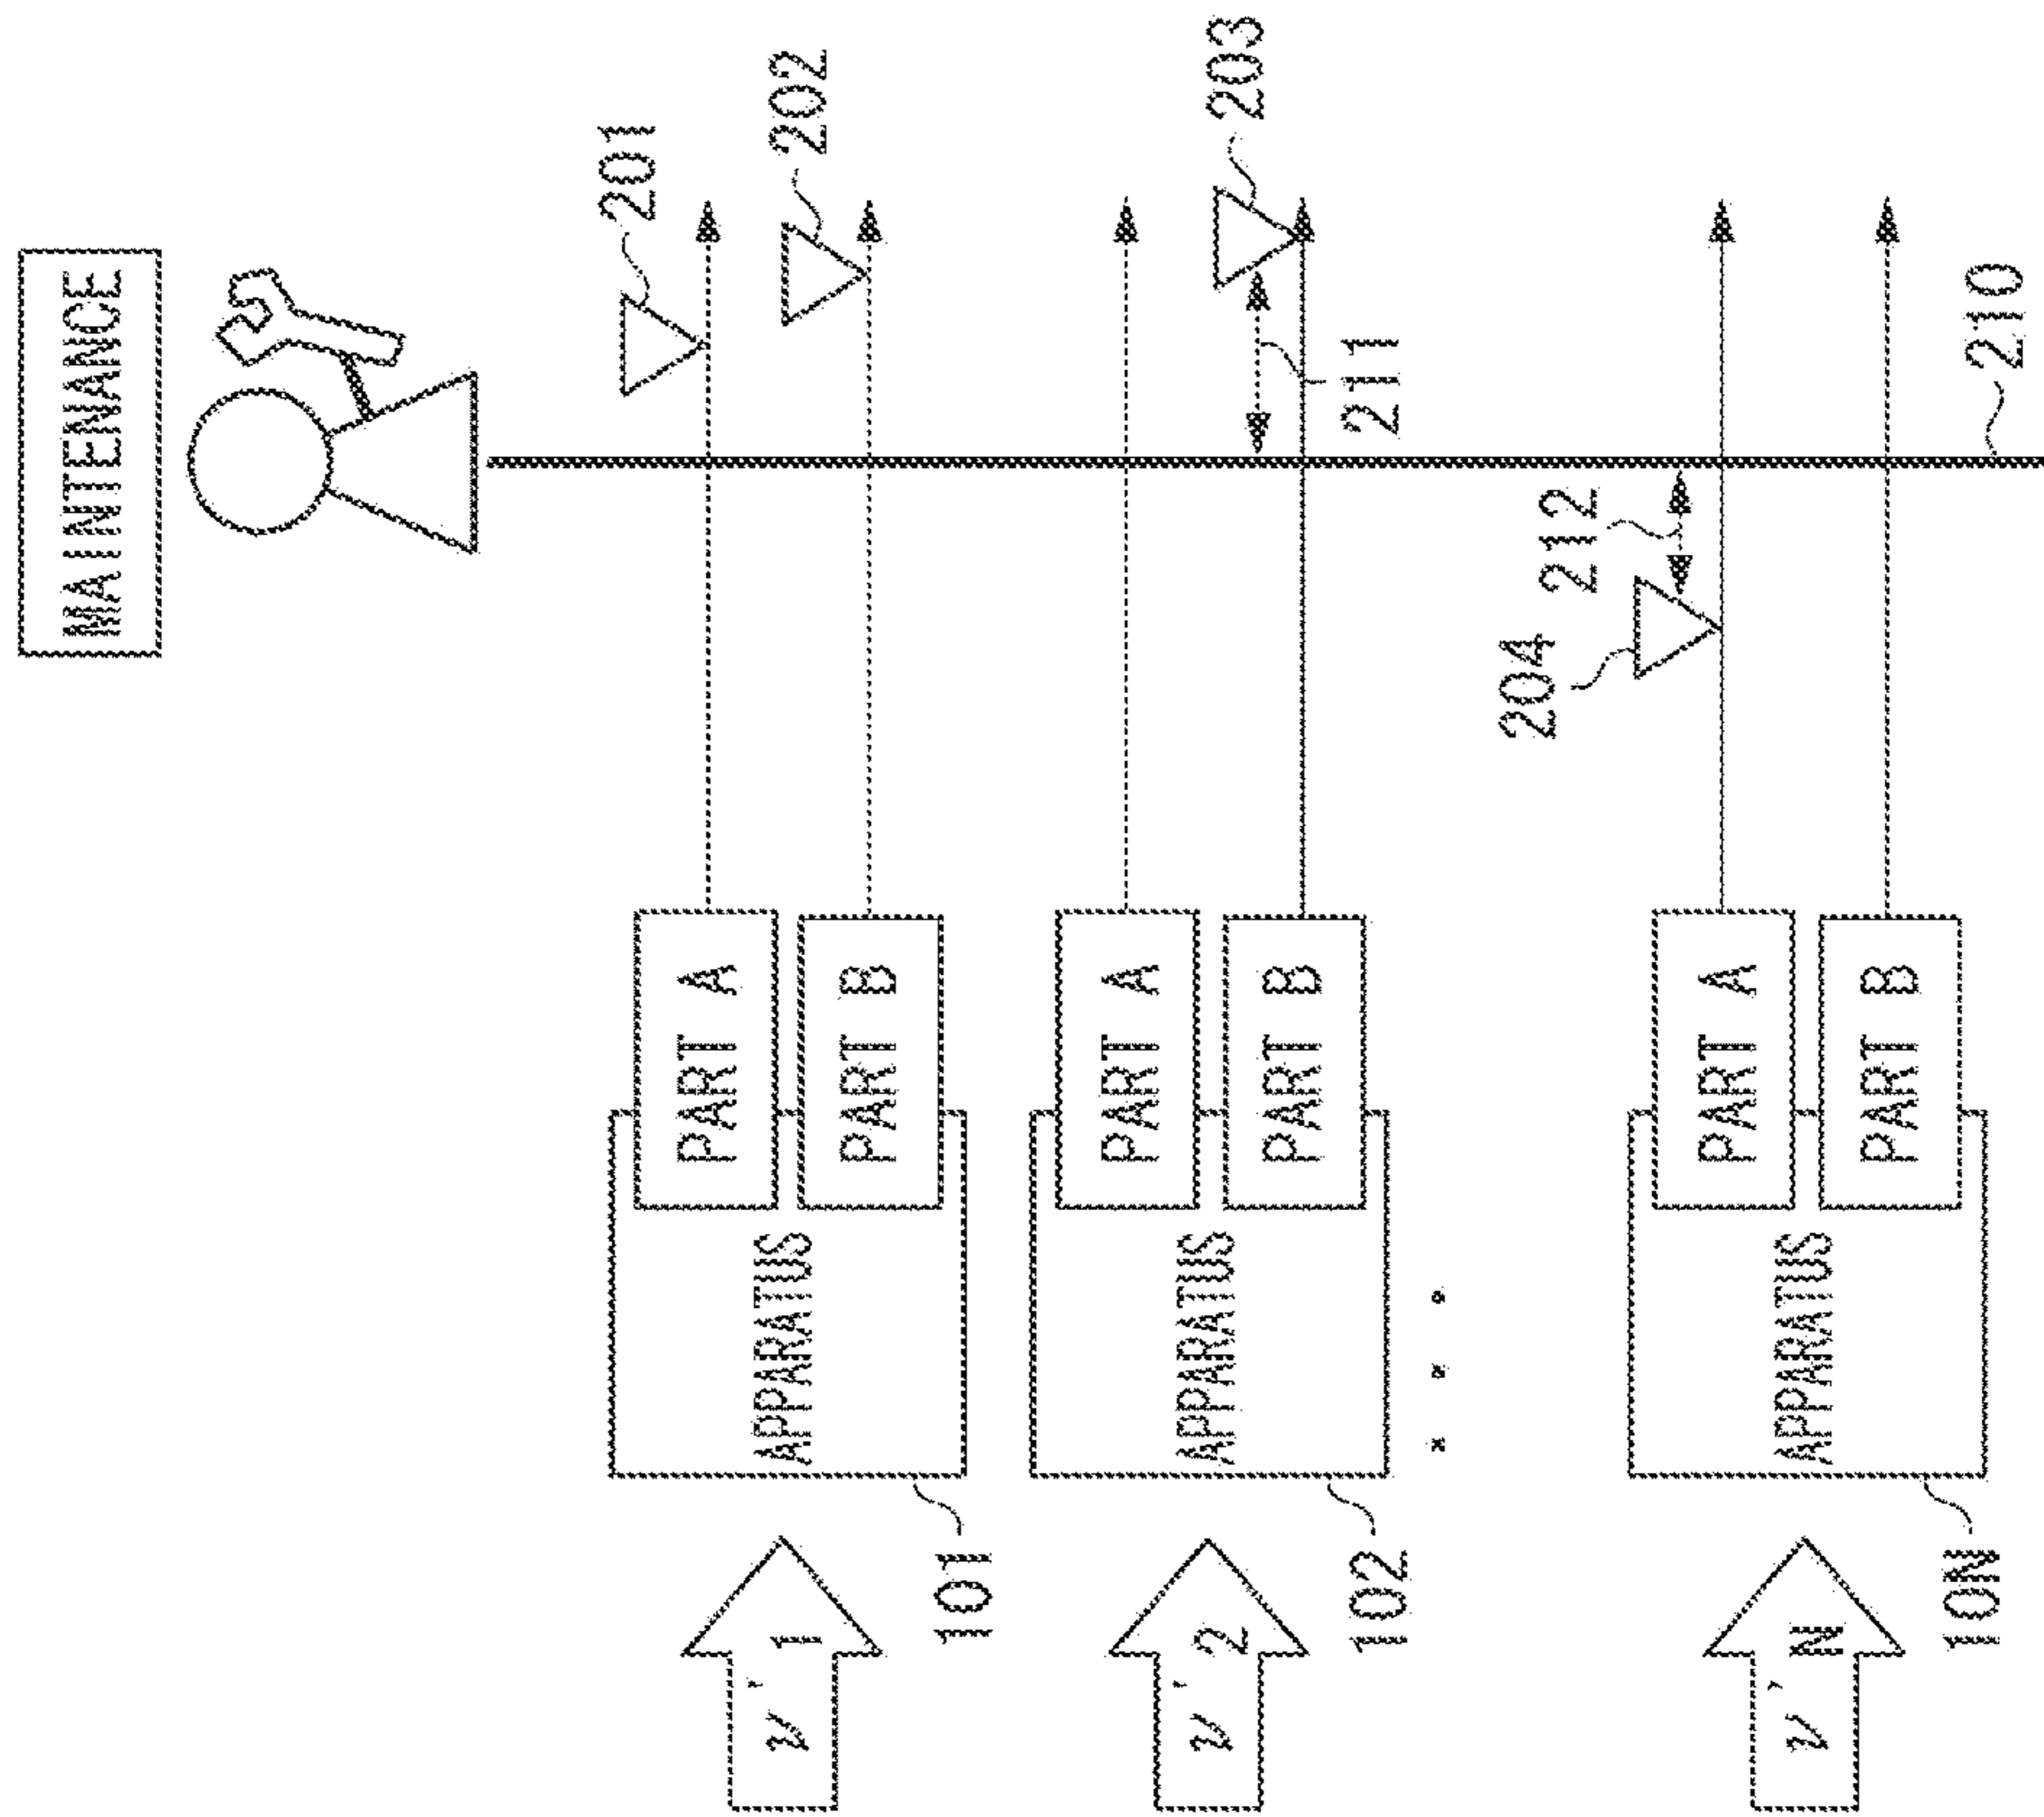 MAINTENANCE
201
202
203
211
212
204
210
PART A
PART B
APPARATUS
101
ν'1
PART A
PART B
APPARATUS
102
ν'2
PART A
PART B
APPARATUS
10N
ν'N